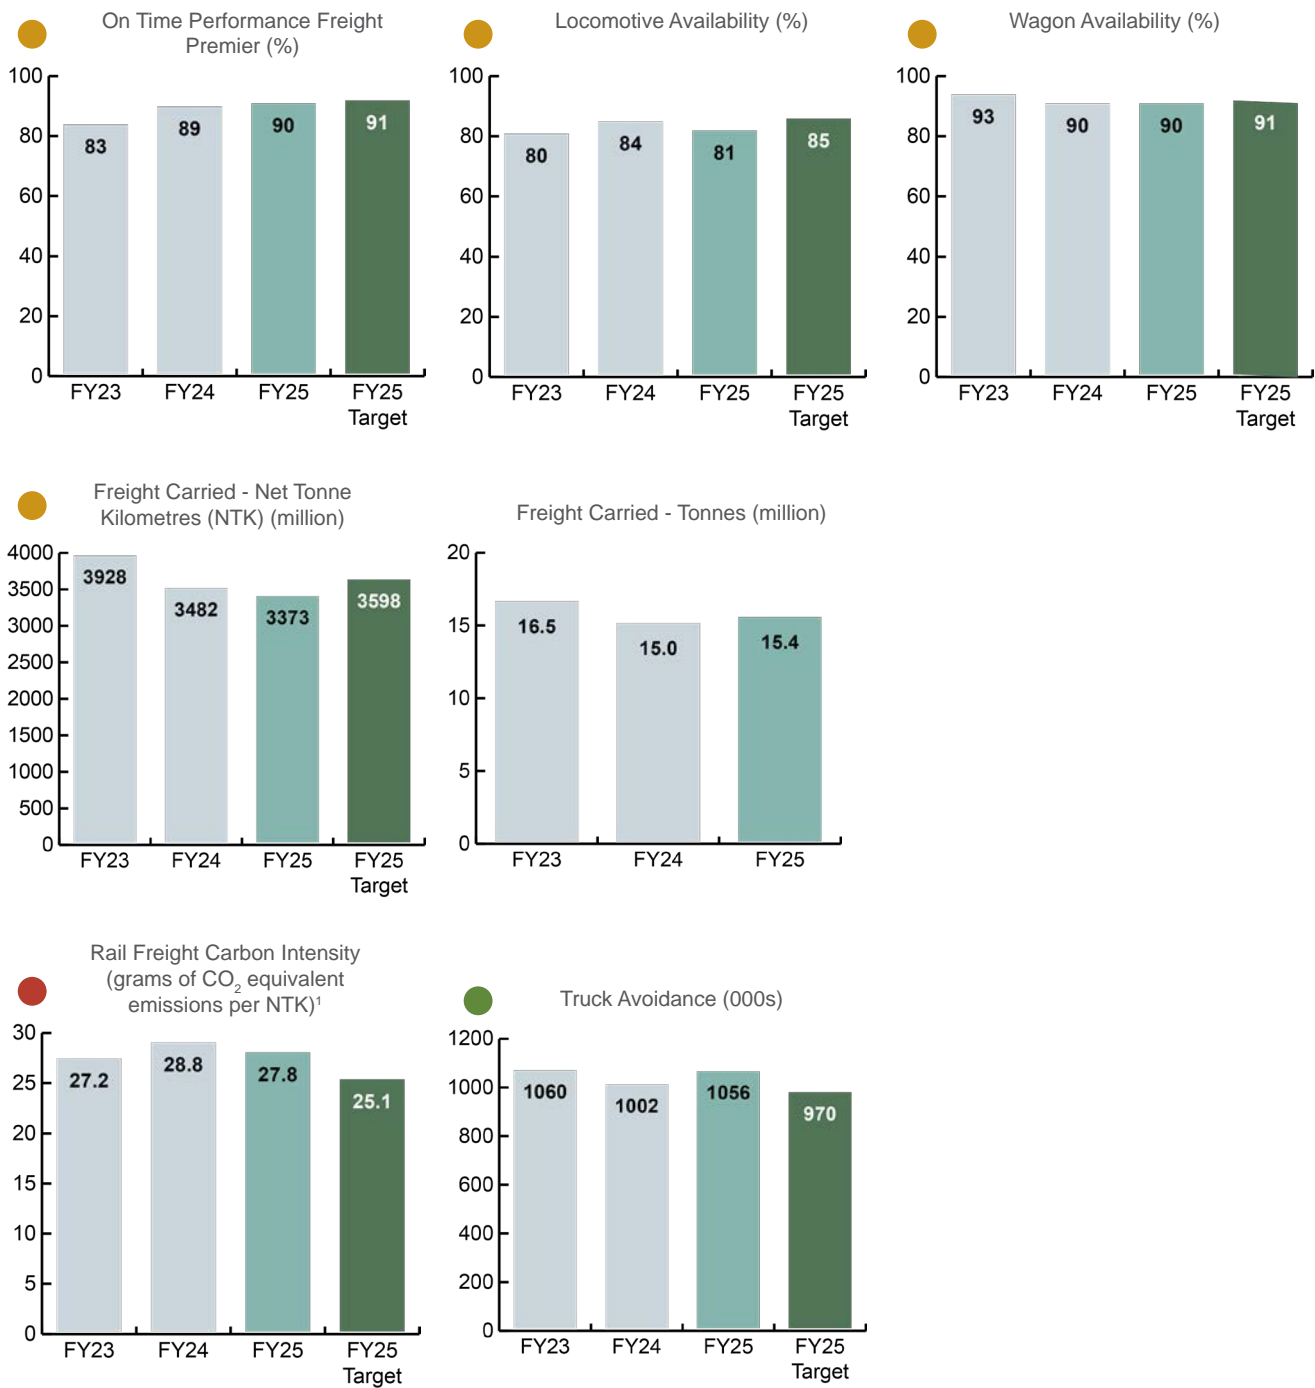 On Time Performance Freight
Premier (%)
100
80
60
40
20
0
83
89
90
91
FY23
FY24
FY25
FY25
Target
Locomotive Availability (%)
100
80
60
40
20
0
80
84
81
85
FY23
FY24
FY25
FY25
Target
Wagon Availability (%)
100
80
60
40
20
0
93
90
90
91
FY23
FY24
FY25
FY25
Target
Freight Carried - Net Tonne
Kilometres (NTK) (million)
4000
3500
3000
2500
2000
1500
1000
500
0
3928
3482
3373
3598
FY23
FY24
FY25
FY25
Target
Freight Carried - Tonnes (million)
20
15
10
5
0
16.5
15.0
15.4
FY23
FY24
FY25
Rail Freight Carbon Intensity
(grams of CO₂ equivalent
emissions per NTK)¹
30
25
20
15
10
5
0
27.2
28.8
27.8
25.1
FY23
FY24
FY25
FY25
Target
Truck Avoidance (000s)
1200
1000
800
600
400
200
0
1060
1002
1056
970
FY23
FY24
FY25
FY25
Target